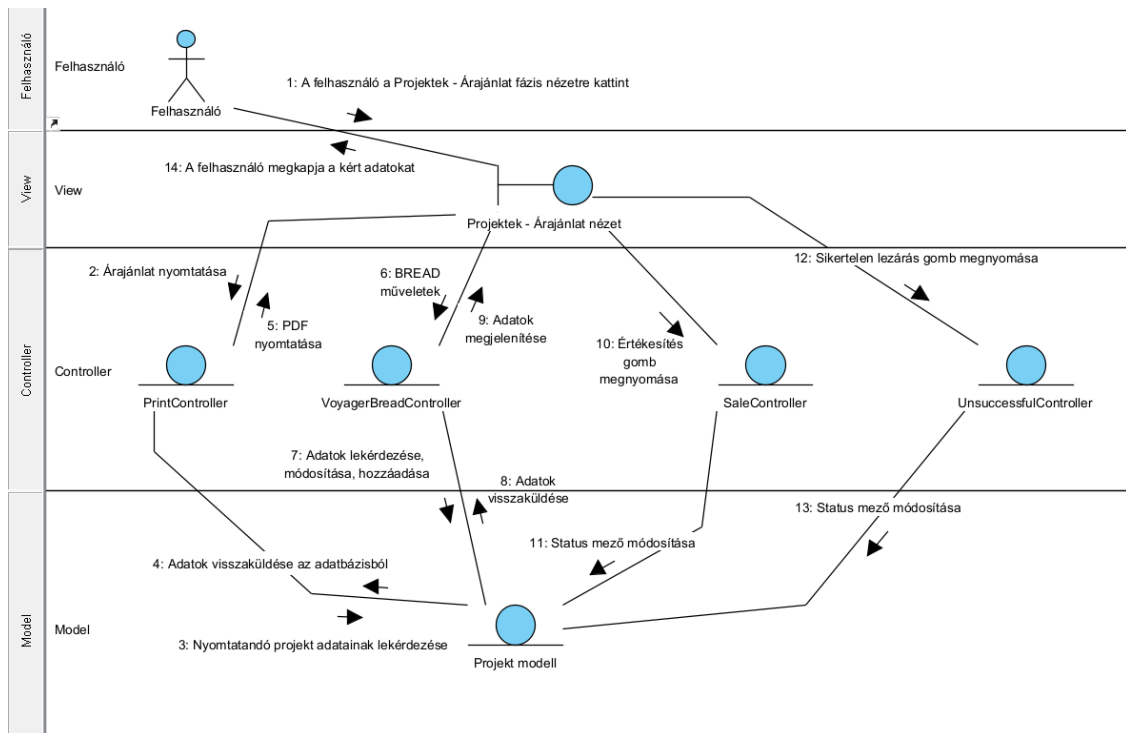 Felhasználó
Felhasználó
Felhasználó
1: A felhasználó a Projektek - Árajánlat fázis nézetre kattint
14: A felhasználó megkapja a kért adatokat
View
View
Projektek - Árajánlat nézet
2: Árajánlat nyomtatása
5: PDF
nyomtatása
6: BREAD
műveletek
9: Adatok
megjelenítése
10: Értékesítés
gomb
megnyomása
12: Sikertelen lezárás gomb megnyomása
Controller
Controller
PrintController
VoyagerBreadController
SaleController
UnsuccessfulController
7: Adatok lekérdezése,
módosítása, hozzáadása
8: Adatok
visszaküldése
13: Status mező módosítása
11: Status mező módosítása
4: Adatok visszaküldése az adatbázisból
Model
Model
3: Nyomtatandó projekt adatainak lekérdezése
Projekt modell